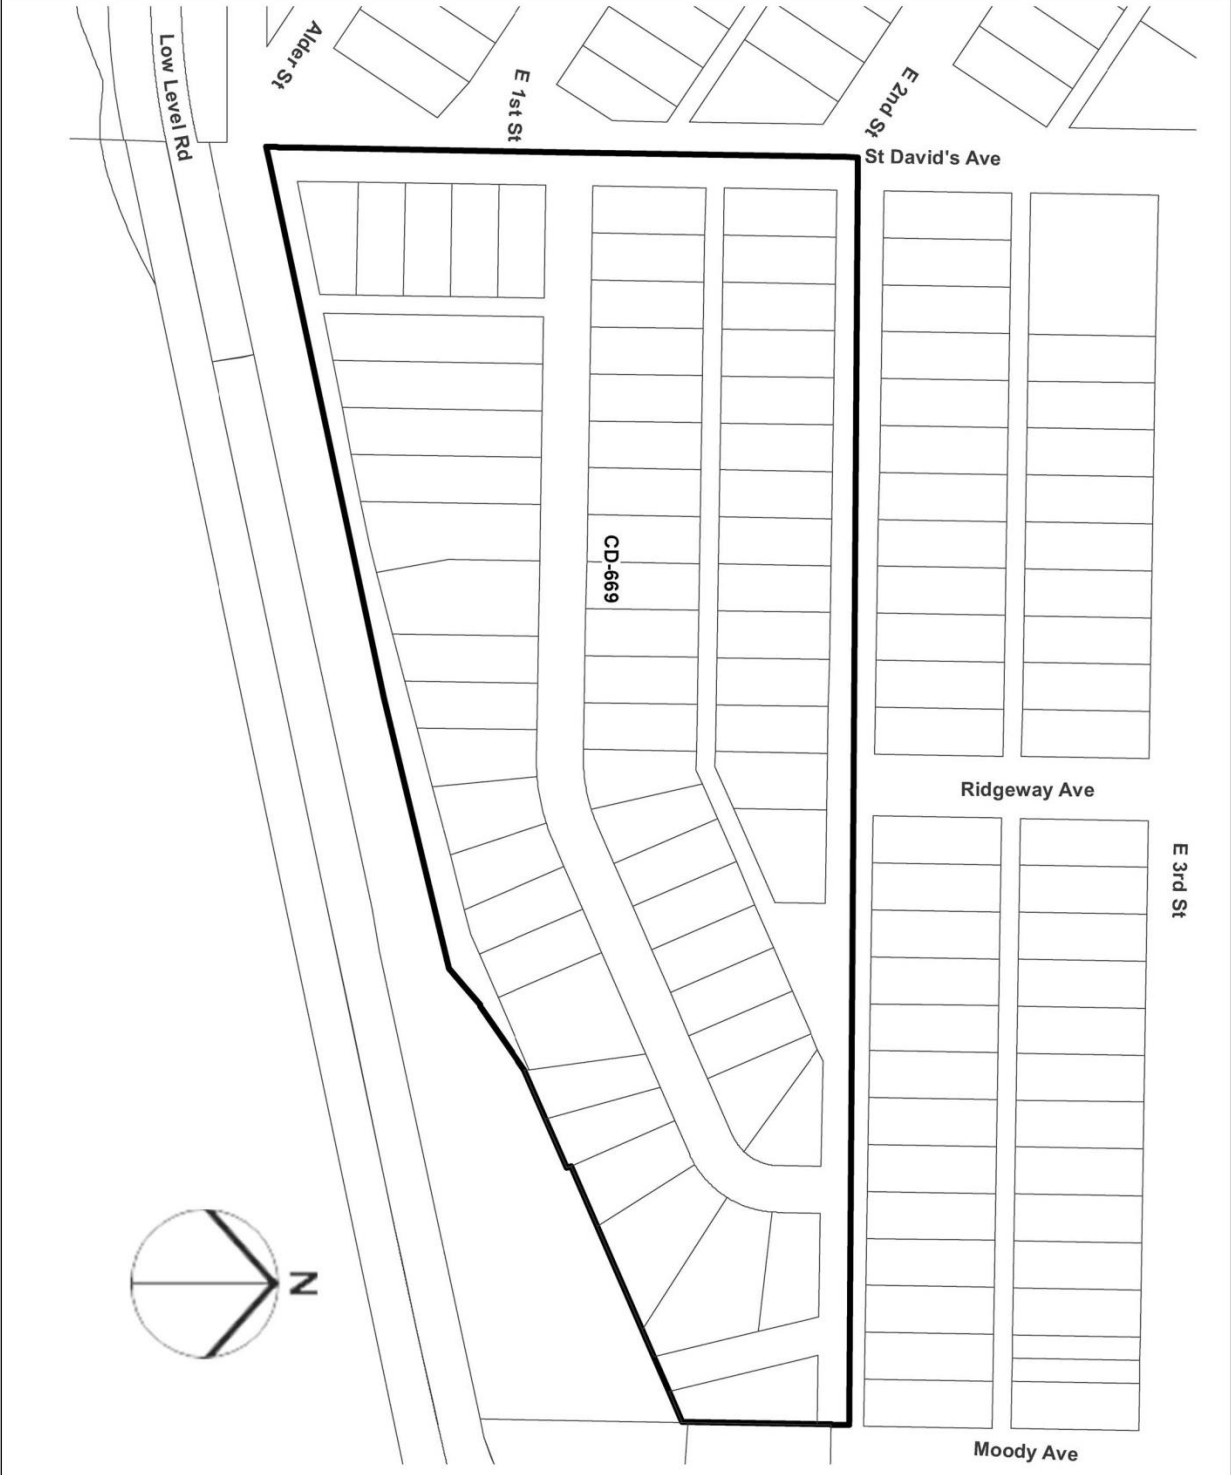 Low Level Rd
Alder St
E 1st St
E 2nd St
St David's Ave
CD-669
Ridgeway Ave
E 3rd St
N
Moody Ave